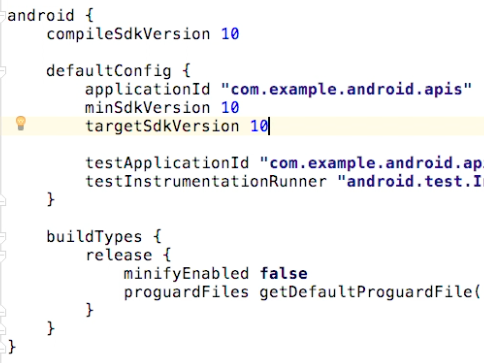 android {
compileSdkVersion 10
defaultConfig {
applicationId "com.example.android.apis"
minSdkVersion 10
targetSdkVersion 10
testApplicationId "com.example.android.ap
testInstrumentationRunner "android.test.I
}
buildTypes {
release {
minifyEnabled false
proguardFiles getDefaultProguardFile(
}
}
}